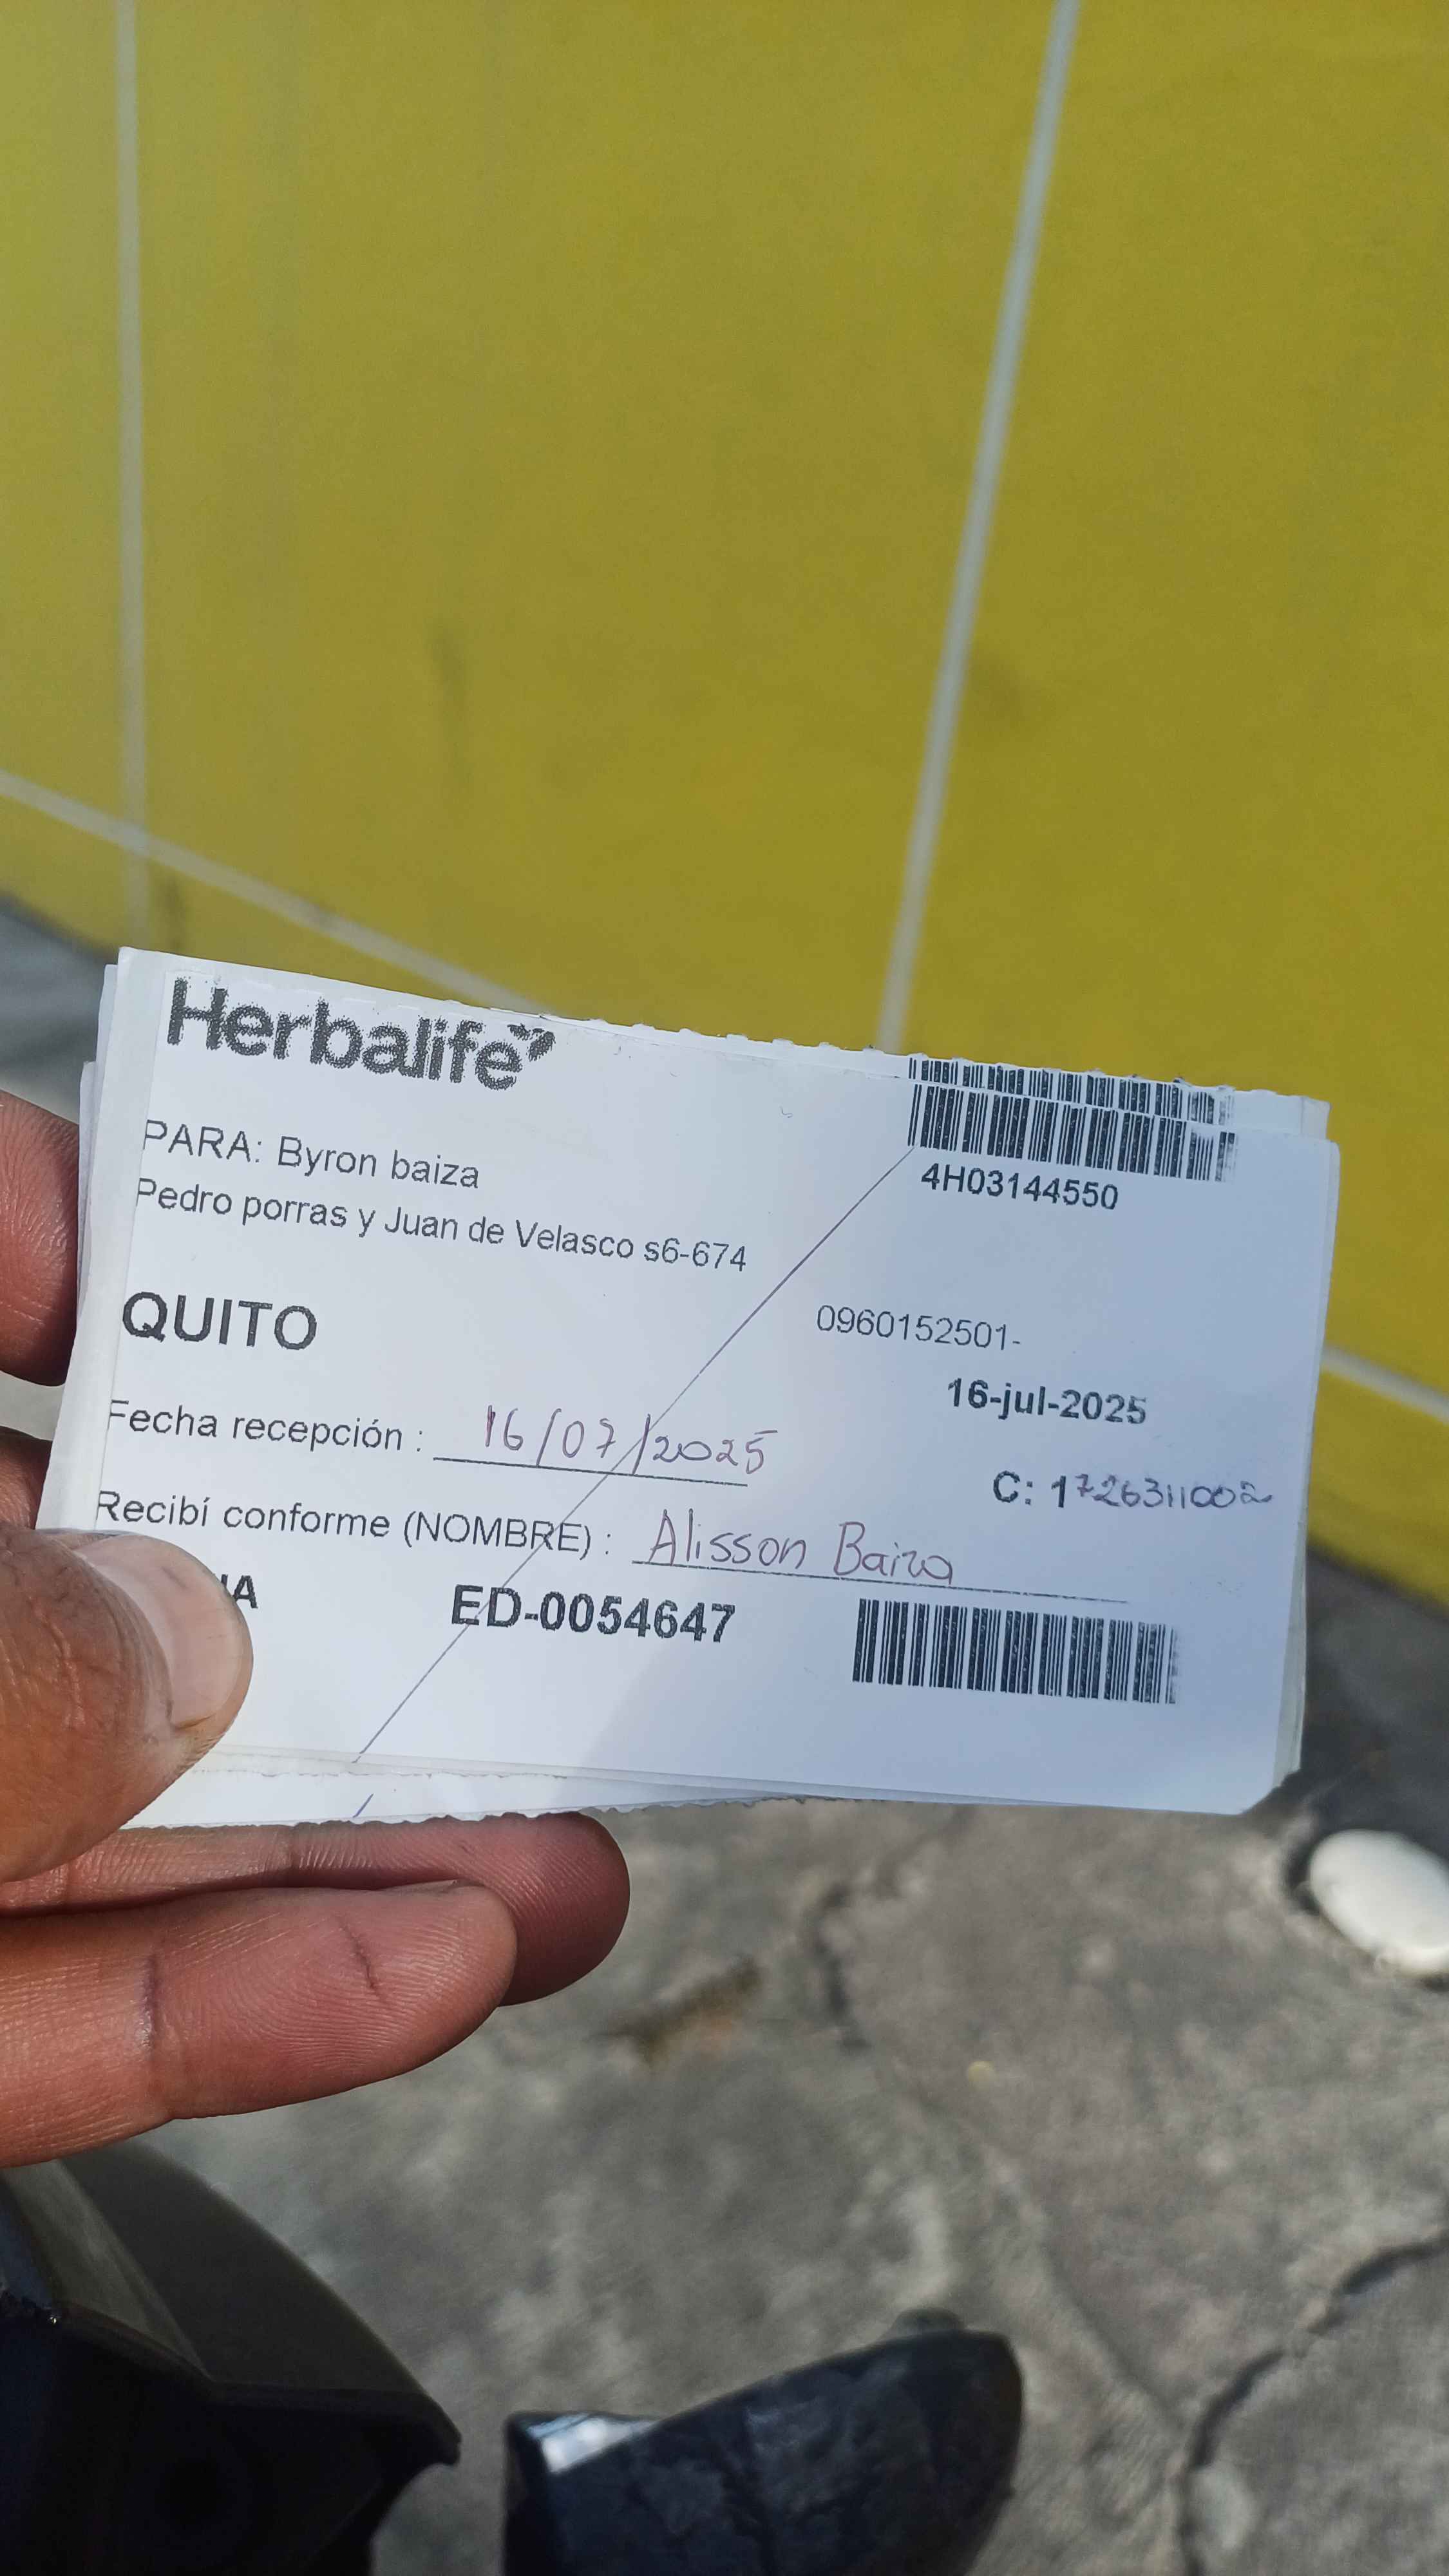 Herbalife
4H03144550
PARA: Byron baiza
Pedro porras y Juan de Velasco s6-674
QUITO
0960152501-
16-jul-2025
Fecha recepción : 16/07/2025
C: 1726311002
Recibí conforme (NOMBRE) : Alisson Baiza
ED-0054647